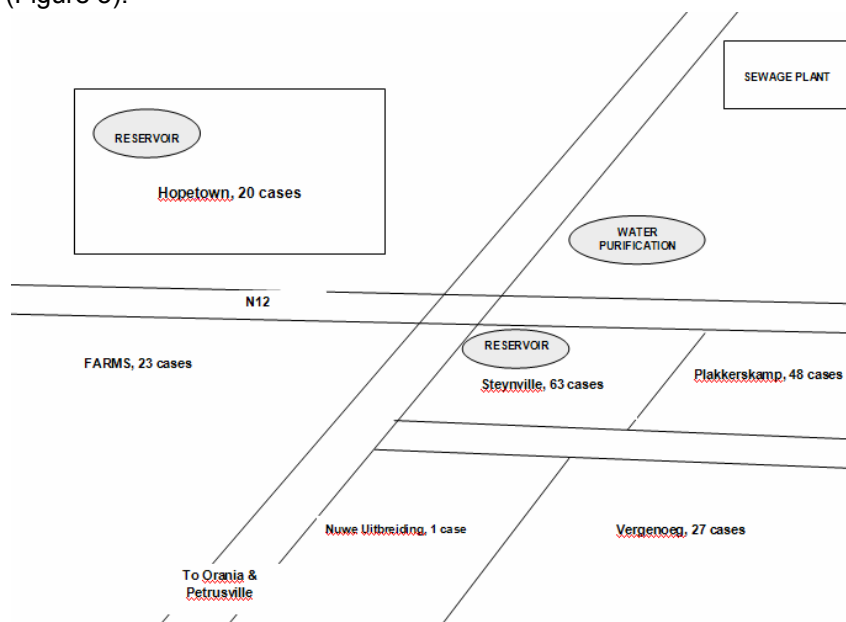 (Figure 3).
SEWAGE PLANT
RESERVOIR
Hopetown, 20 cases
WATER
PURIFICATION
N12
RESERVOIR
FARMS, 23 cases
Steynville, 63 cases
Plakkerskamp, 48 cases
Nuwe Uitbreiding, 1 case
Vergenoeg, 27 cases
To Orania &
Petrusville